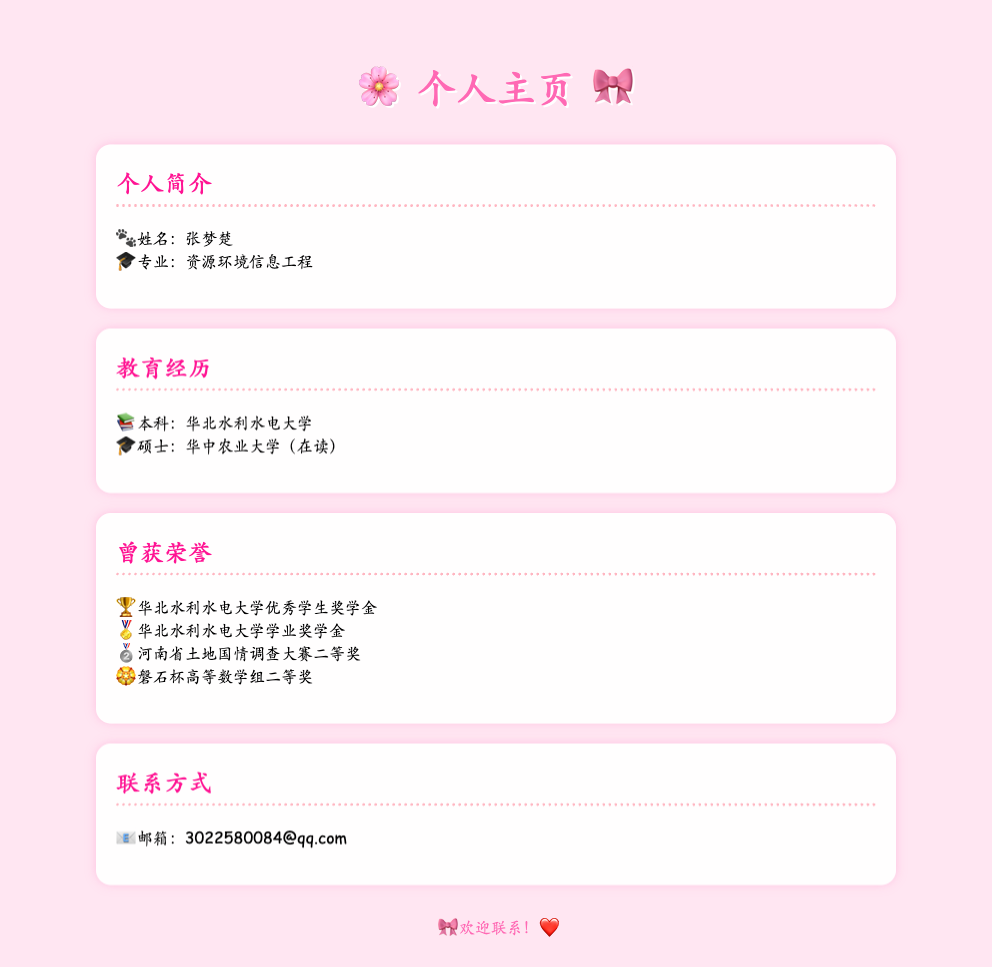 🌸 个人主页 🎀
个人简介
🐾姓名：张梦楚
🎓专业：资源环境信息工程
教育经历
📚本科：华北水利水电大学
🎓硕士：华中农业大学（在读）
曾获荣誉
🏆华北水利水电大学优秀学生奖学金
🏅华北水利水电大学学业奖学金
🥈河南省土地国情调查大赛二等奖
🏵️磐石杯高等数学组二等奖
联系方式
📧邮箱：3022580084@qq.com
🎀欢迎联系！❤️